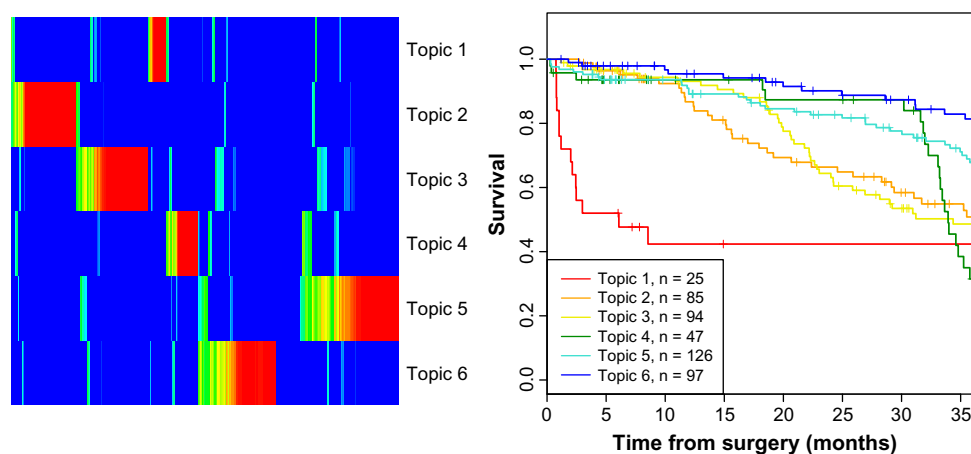 Topic 1
Topic 2
Topic 3
Topic 4
Topic 5
Topic 6
Survival
1.0
0.8
0.6
0.4
0.2
0.0
Topic 1, n = 25
Topic 2, n = 85
Topic 3, n = 94
Topic 4, n = 47
Topic 5, n = 126
Topic 6, n = 97
0 5 10 15 20 25 30 35
Time from surgery (months)